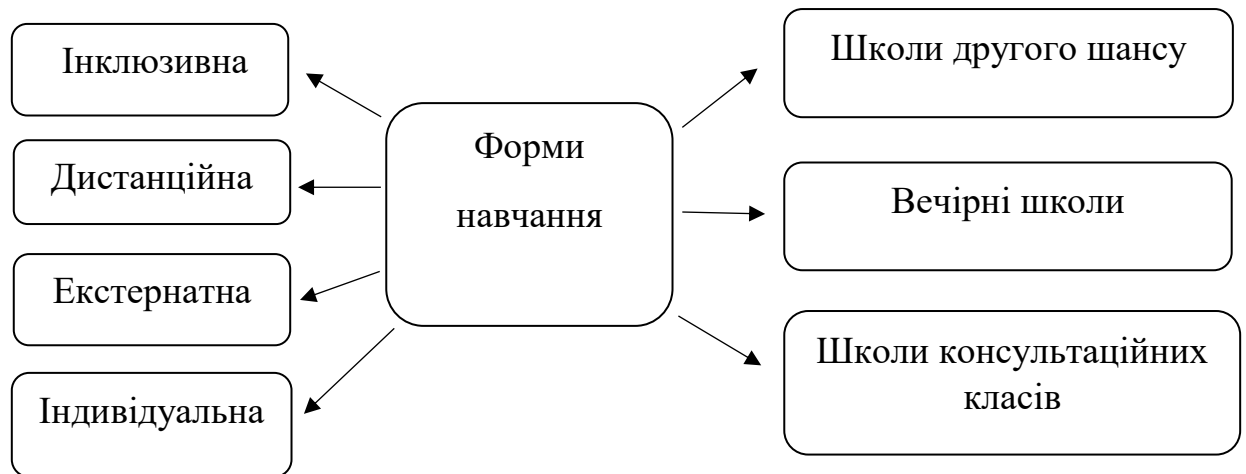 Інклюзивна
Дистанційна
Екстернатна
Індивідуальна
Форми
навчання
Школи другого шансу
Вечірні школи
Школи консультаційних
класів